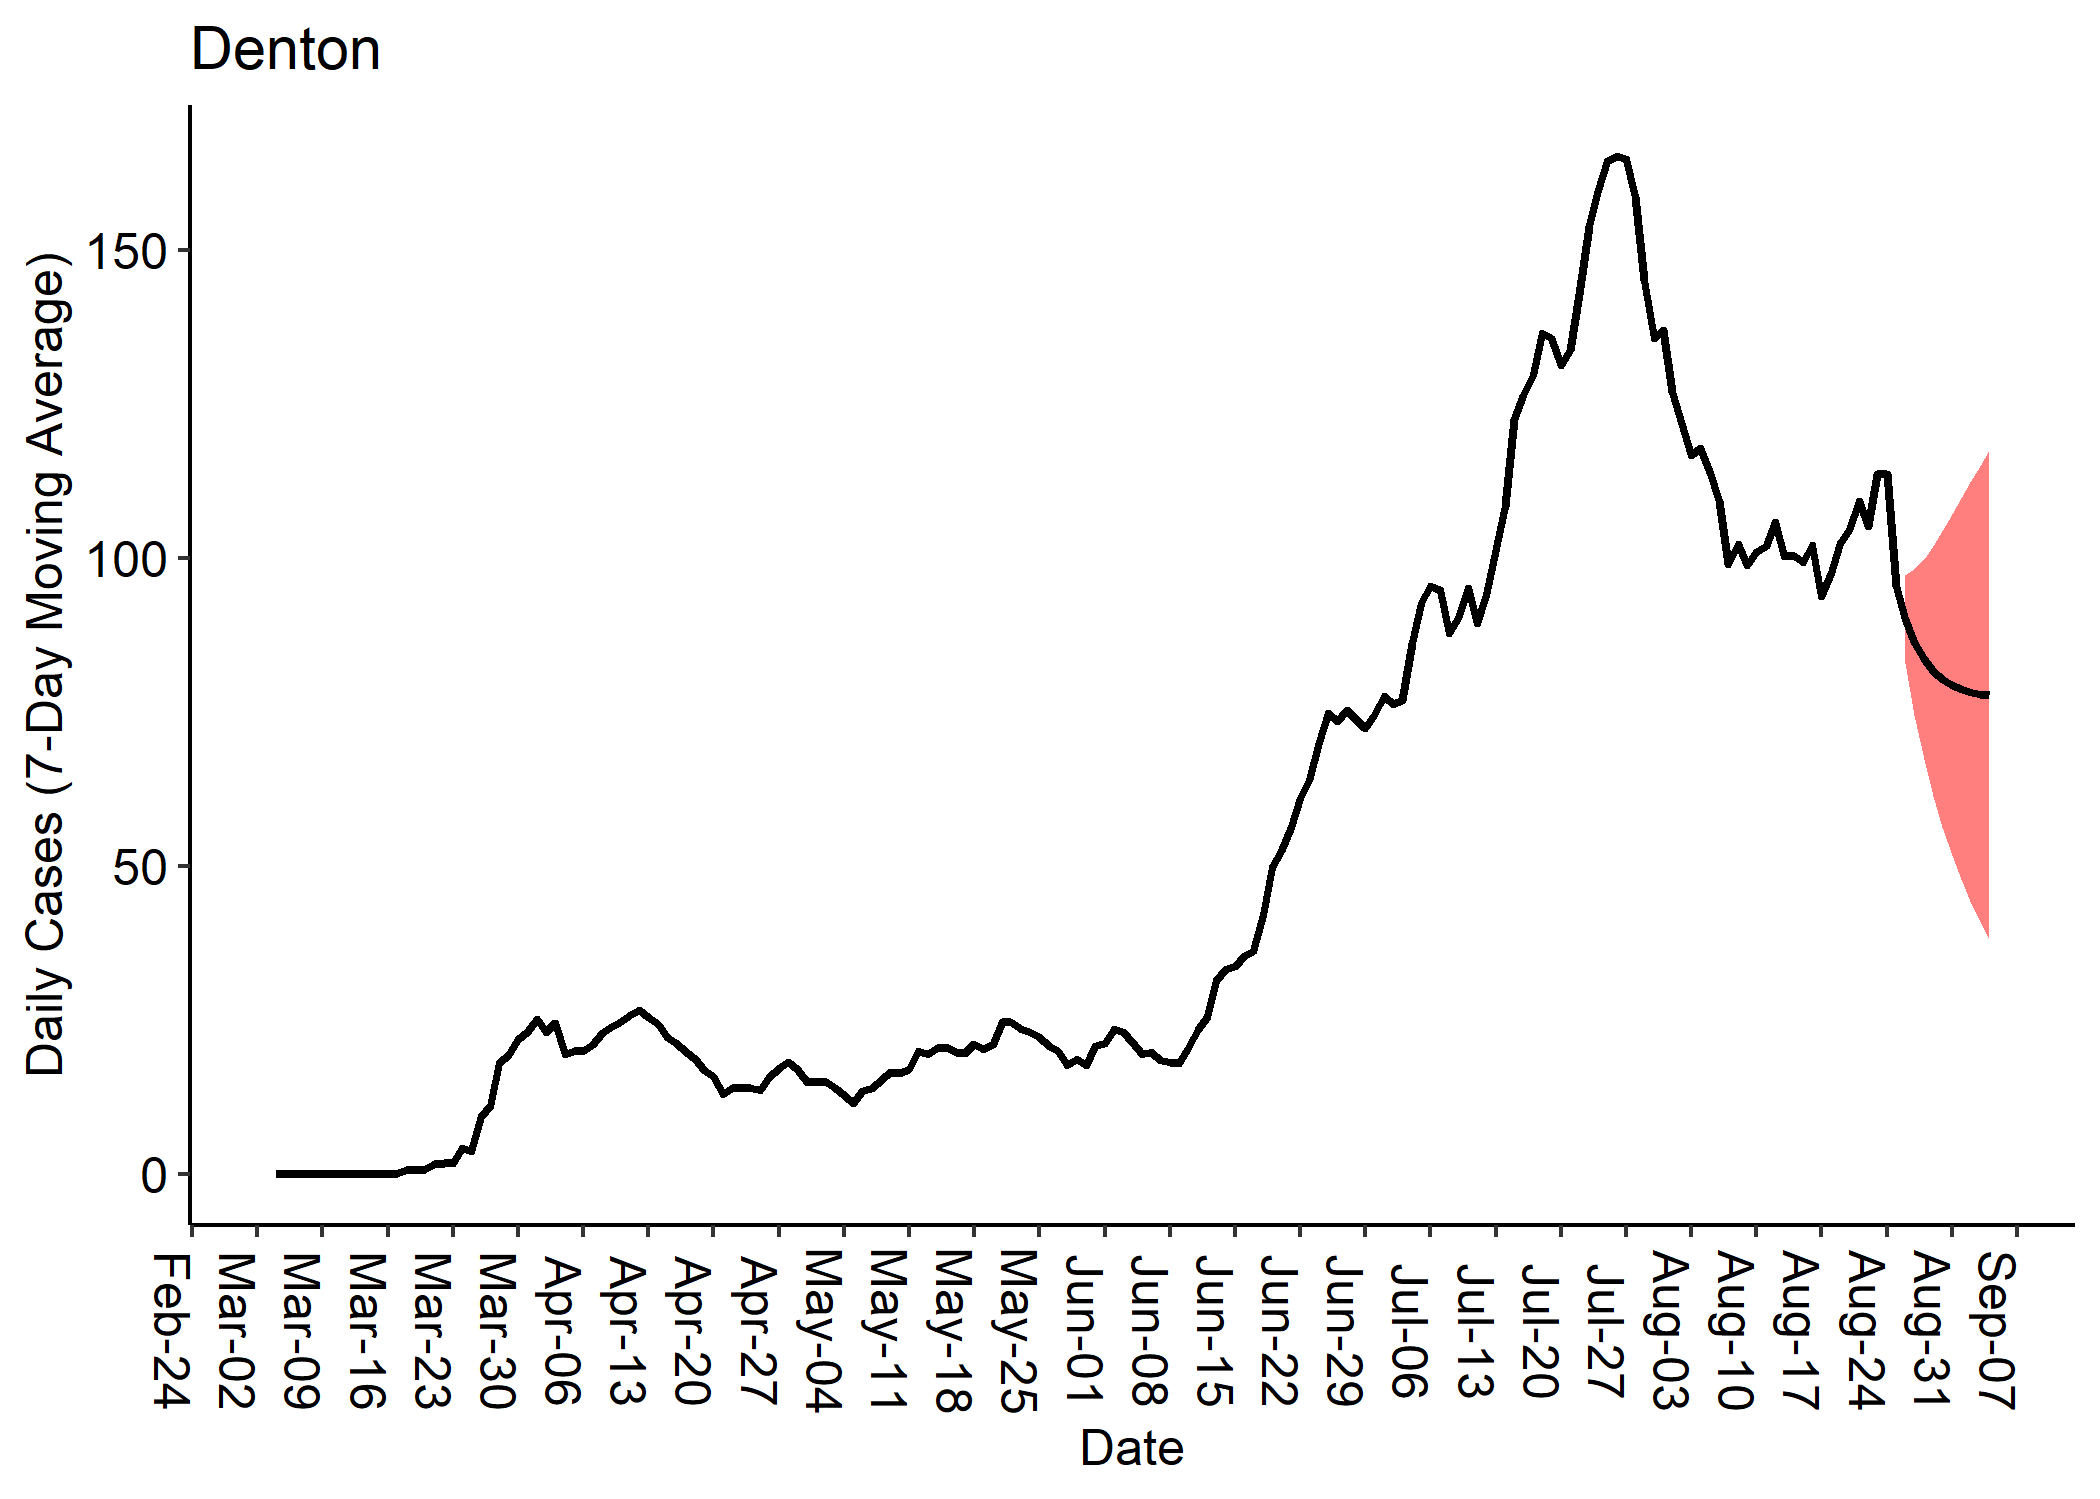 Denton
Daily Cases (7-Day Moving Average)
150
100
50
0
Feb-24
Mar-02
Mar-09
Mar-16
Mar-23
Mar-30
Apr-06
Apr-13
Apr-20
Apr-27
May-04
May-11
May-18
May-25
Jun-01
Jun-08
Jun-15
Jun-22
Jun-29
Jul-06
Jul-13
Jul-20
Jul-27
Aug-03
Aug-10
Aug-17
Aug-24
Aug-31
Sep-07
Date